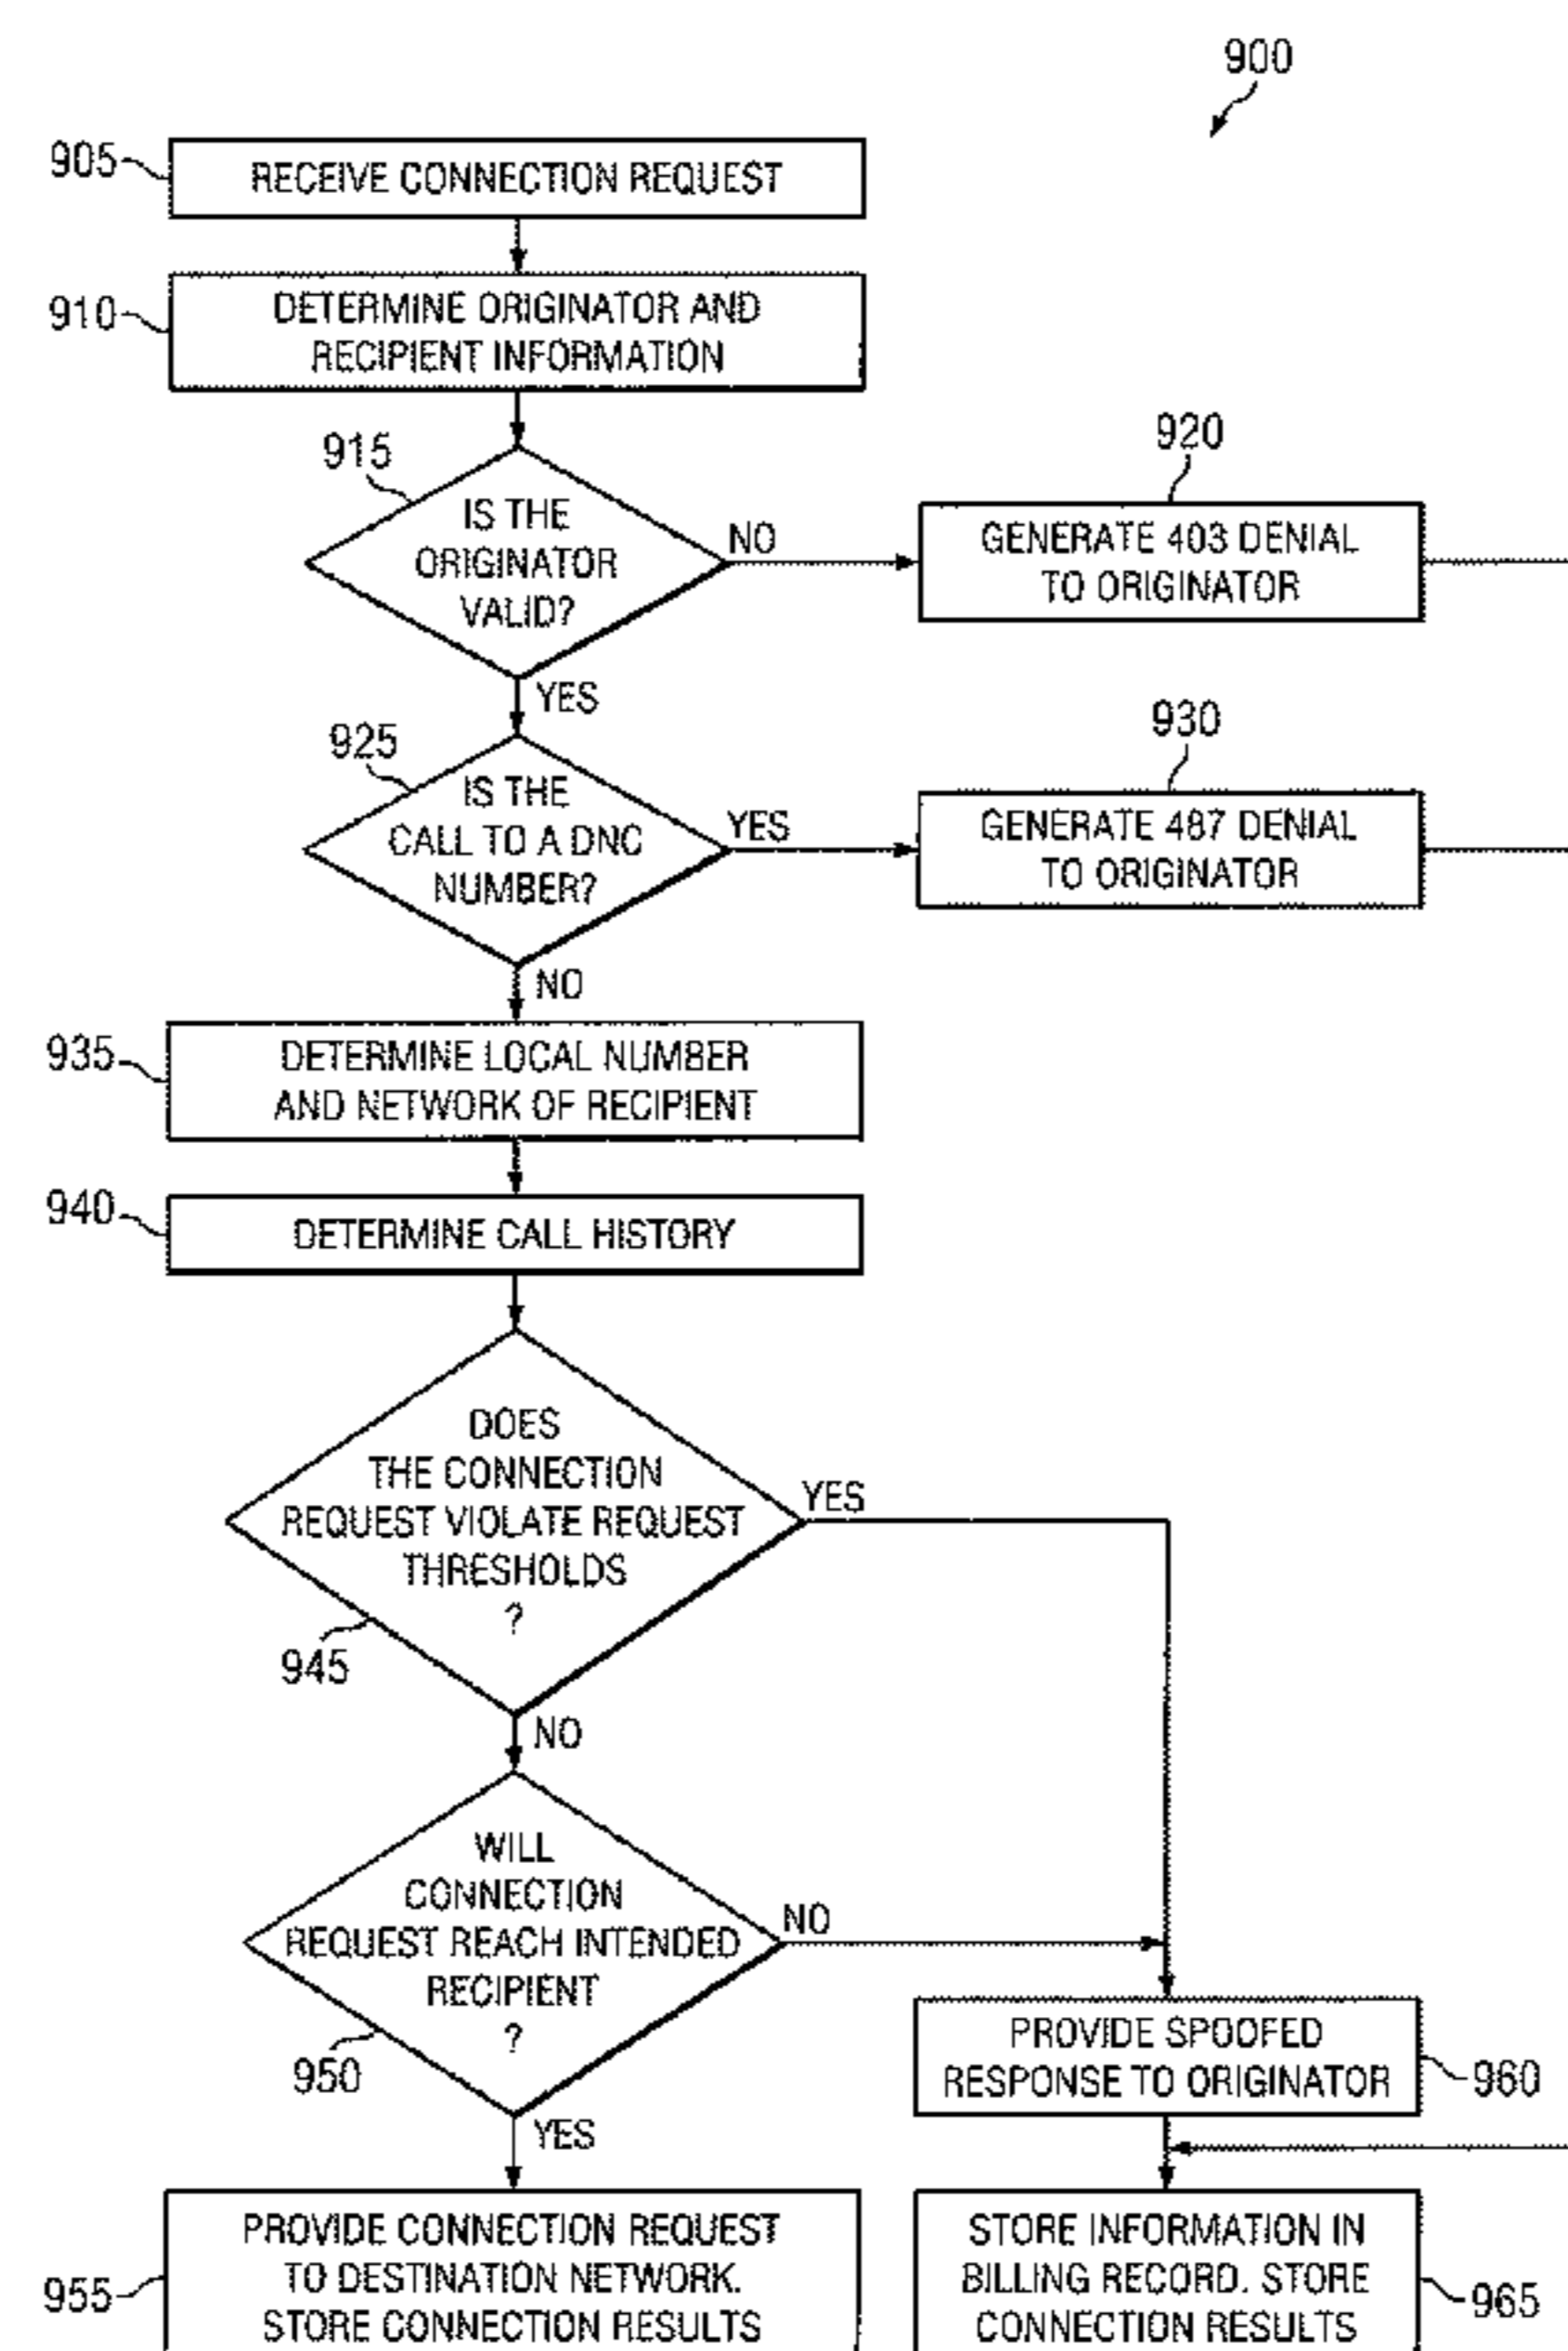 900
905
RECEIVE CONNECTION REQUEST
910
DETERMINE ORIGINATOR AND
RECIPIENT INFORMATION
915
IS THE
ORIGINATOR
VALID?
NO
920
GENERATE 403 DENIAL
TO ORIGINATOR
YES
925
IS THE
CALL TO A DNC
NUMBER?
YES
930
GENERATE 487 DENIAL
TO ORIGINATOR
NO
935
DETERMINE LOCAL NUMBER
AND NETWORK OF RECIPIENT
940
DETERMINE CALL HISTORY
DOES
THE CONNECTION
REQUEST VIOLATE REQUEST
THRESHOLDS
?
945
YES
NO
WILL
CONNECTION
REQUEST REACH INTENDED
RECIPIENT
?
950
NO
YES
PROVIDE SPOOFED
RESPONSE TO ORIGINATOR
960
955
PROVIDE CONNECTION REQUEST
TO DESTINATION NETWORK.
STORE CONNECTION RESULTS
STORE INFORMATION IN
BILLING RECORD. STORE
CONNECTION RESULTS
965